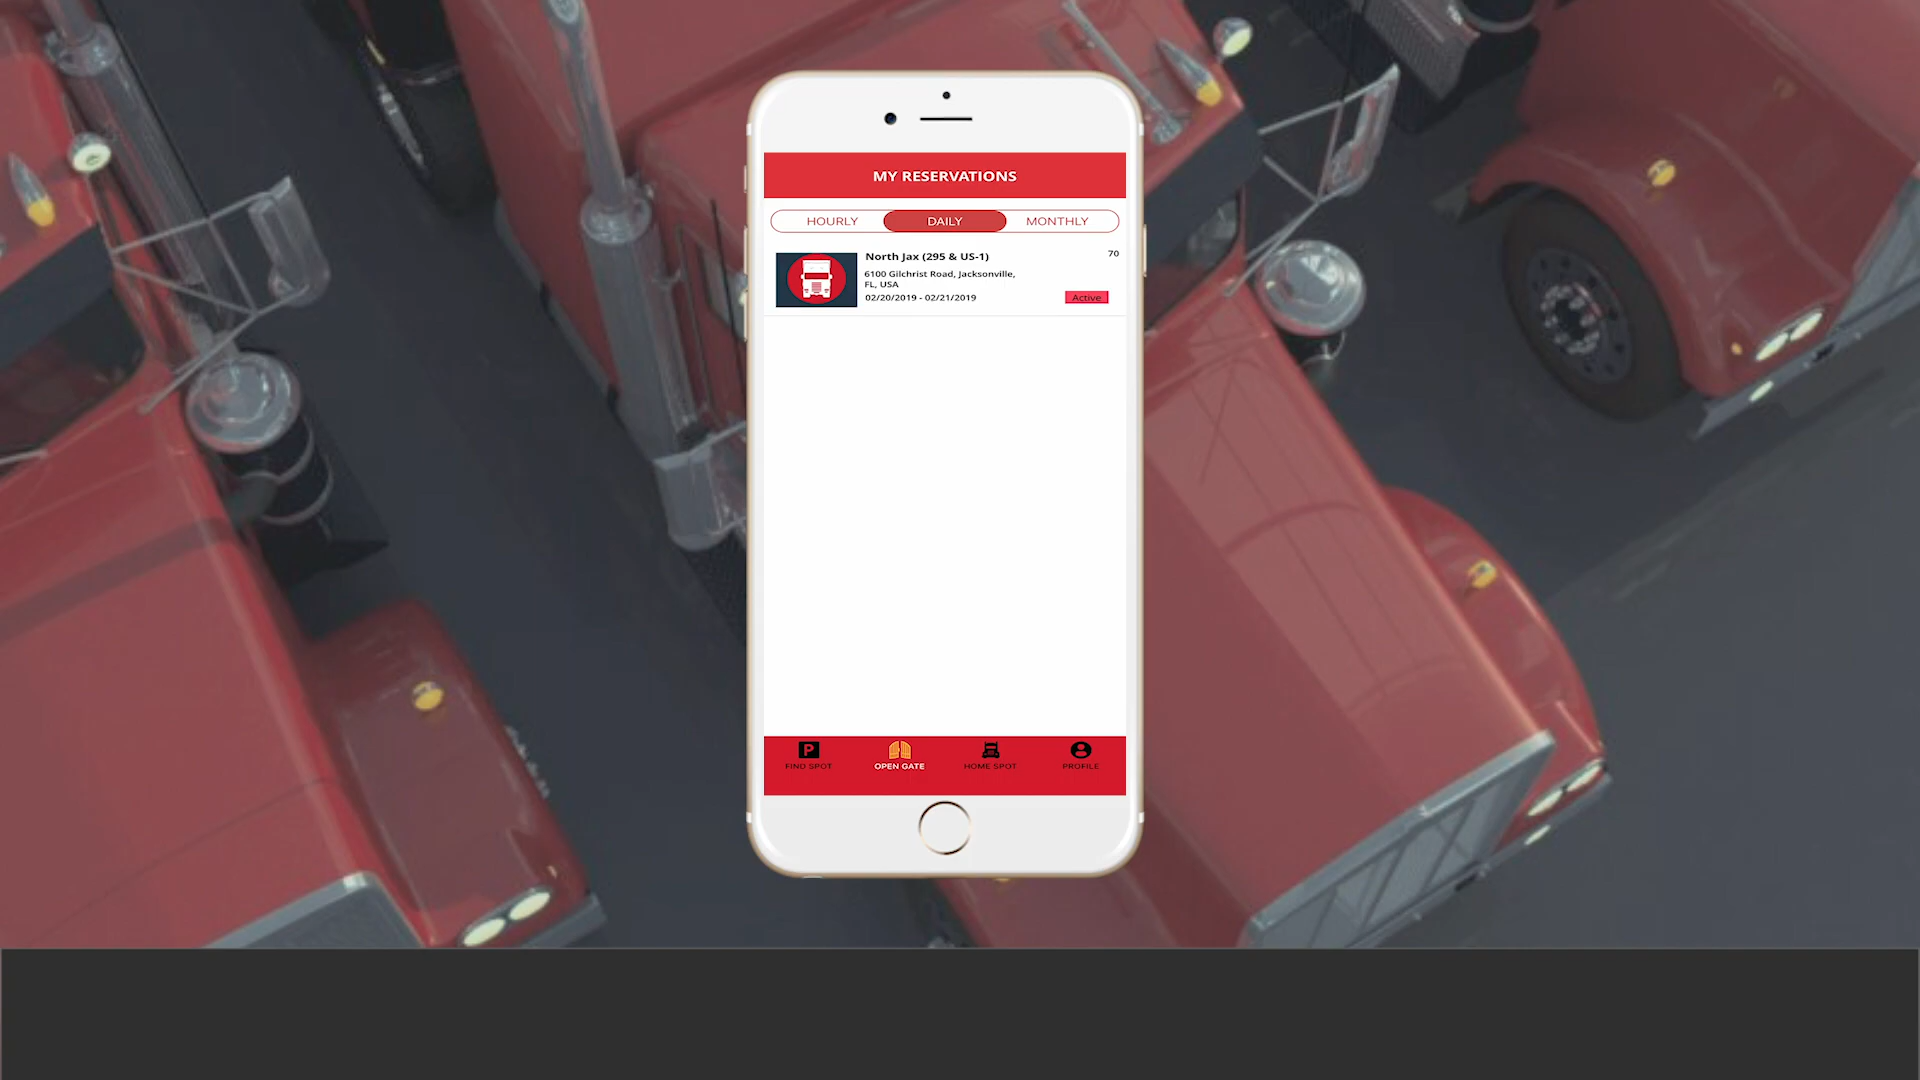 MY RESERVATIONS
HOURLY DAILY MONTHLY
North Jax (295 & US-1) 70
6100 Gilchrist Road, Jacksonville,
FL, USA
02/20/2019 - 02/21/2019 Active
P
FIND SPOT OPEN GATE HOME SPOT PROFILE